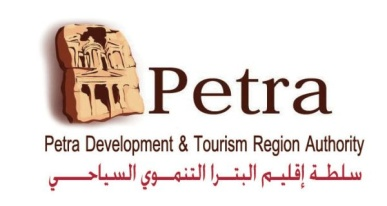 Petra
Petra Development & Tourism Region Authority
سلطة إقليم البترا التنموي السياحي